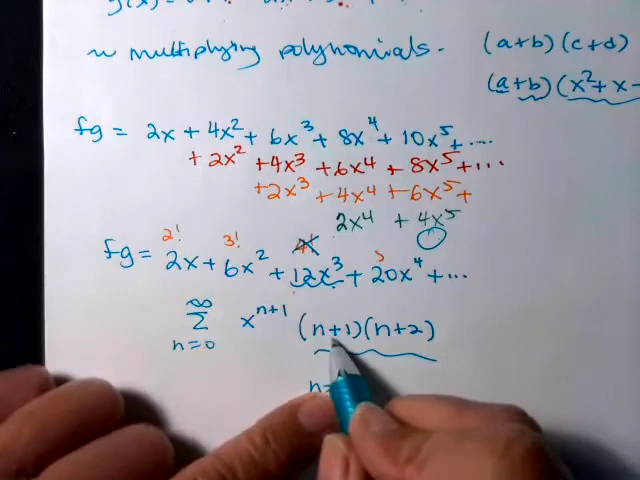 ~ multiplying polynomials. (a+b)(c+d)
(a+b)(x²+x-
fg = 2x + 4x² + 6x³ + 8x⁴ + 10x⁵ + ....
+ 2x² + 4x³ + 6x⁴ + 8x⁵ + ...
+ 2x³ + 4x⁴ + 6x⁵ +
2x⁴ + 4x⁵
2! 3!
fg = 2x + 6x² + 12x³ + 20x⁴ + ...
∞
Σ x^{n+1} (n+1)(n+2)
n=0
n=